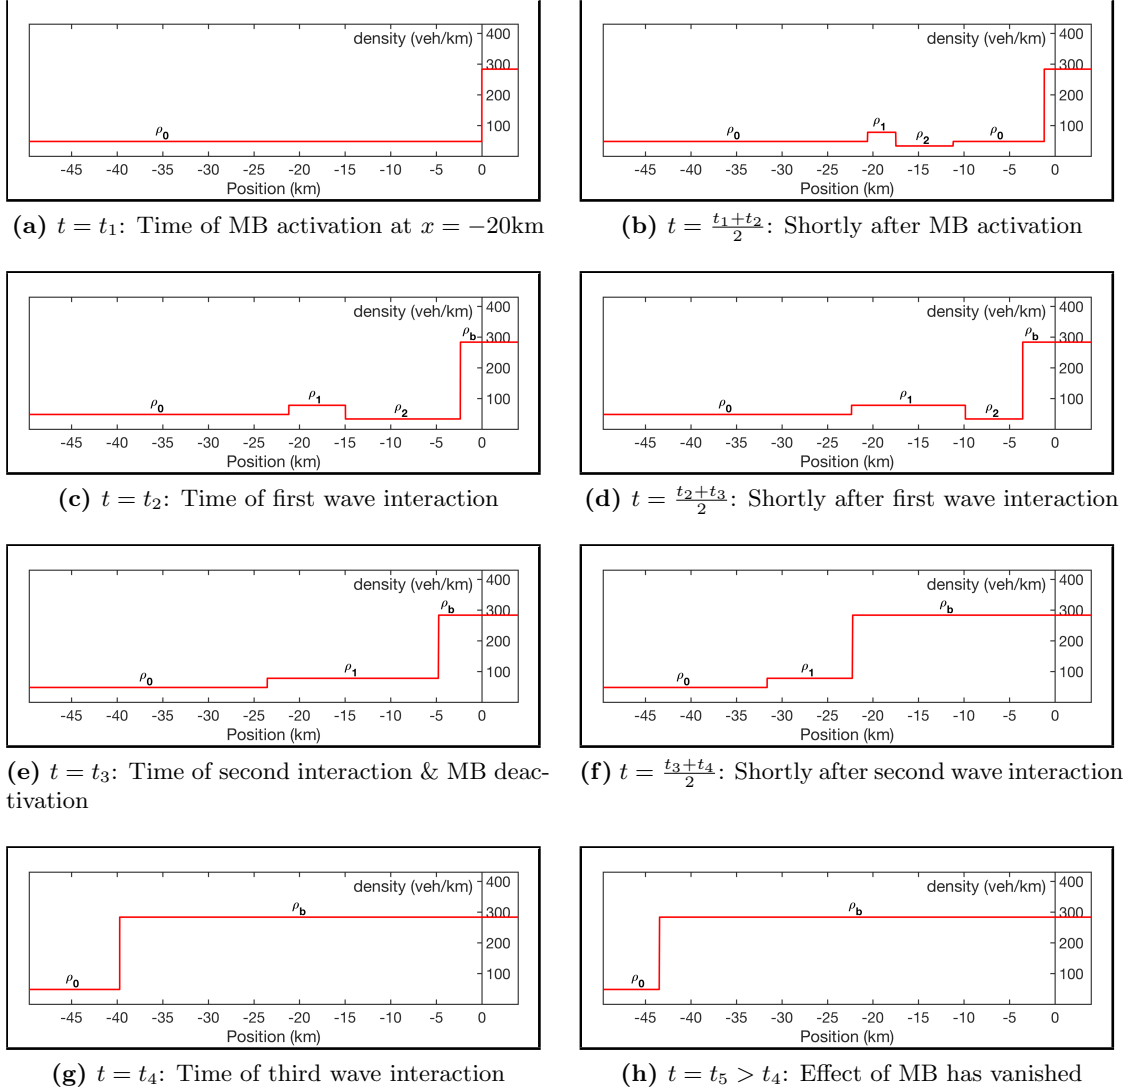 density (veh/km)
400
300
200
100
ρ0
-45 -40 -35 -30 -25 -20 -15 -10 -5 0
Position (km)
(a) t = t1: Time of MB activation at x = −20km
density (veh/km)
400
300
200
100
ρ0 ρ1 ρ2 ρ0
-45 -40 -35 -30 -25 -20 -15 -10 -5 0
Position (km)
(b) t = (t1+t2)/2: Shortly after MB activation
density (veh/km)
400
300
200
100
ρ0 ρ1 ρ2 ρb
-45 -40 -35 -30 -25 -20 -15 -10 -5 0
Position (km)
(c) t = t2: Time of first wave interaction
density (veh/km)
400
300
200
100
ρ0 ρ1 ρ2 ρb
-45 -40 -35 -30 -25 -20 -15 -10 -5 0
Position (km)
(d) t = (t2+t3)/2: Shortly after first wave interaction
density (veh/km)
400
300
200
100
ρ0 ρ1 ρb
-45 -40 -35 -30 -25 -20 -15 -10 -5 0
Position (km)
(e) t = t3: Time of second interaction & MB deac-
tivation
density (veh/km)
400
300
200
100
ρ0 ρ1 ρb
-45 -40 -35 -30 -25 -20 -15 -10 -5 0
Position (km)
(f) t = (t3+t4)/2: Shortly after second wave interaction
density (veh/km)
400
300
200
100
ρ0 ρb
-45 -40 -35 -30 -25 -20 -15 -10 -5 0
Position (km)
(g) t = t4: Time of third wave interaction
density (veh/km)
400
300
200
100
ρ0 ρb
-45 -40 -35 -30 -25 -20 -15 -10 -5 0
Position (km)
(h) t = t5 > t4: Effect of MB has vanished